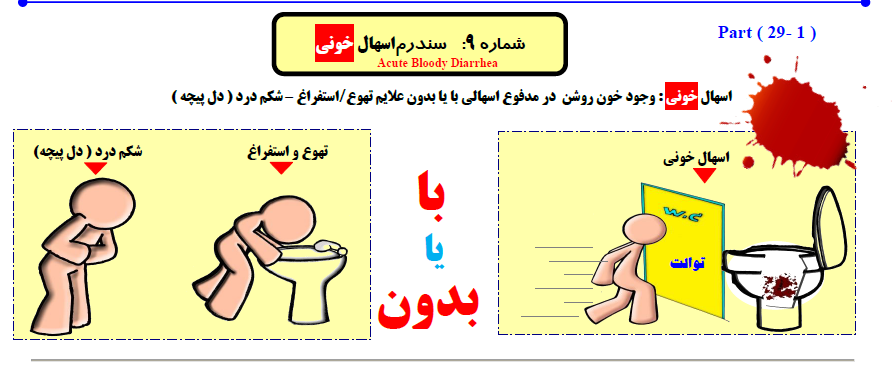 Part ( 29- 1 )
شماره ۹: سندرم اسهال خونی
Acute Bloody Diarrhea
اسهال خونی : وجود خون روشن در مدفوع اسهالی با یا بدون علایم تهوع/استفراغ – شکم درد ( دل پیچه )
اسهال خونی
W.C
توالت
با
یا
بدون
تهوع و استفراغ
شکم درد ( دل پیچه)